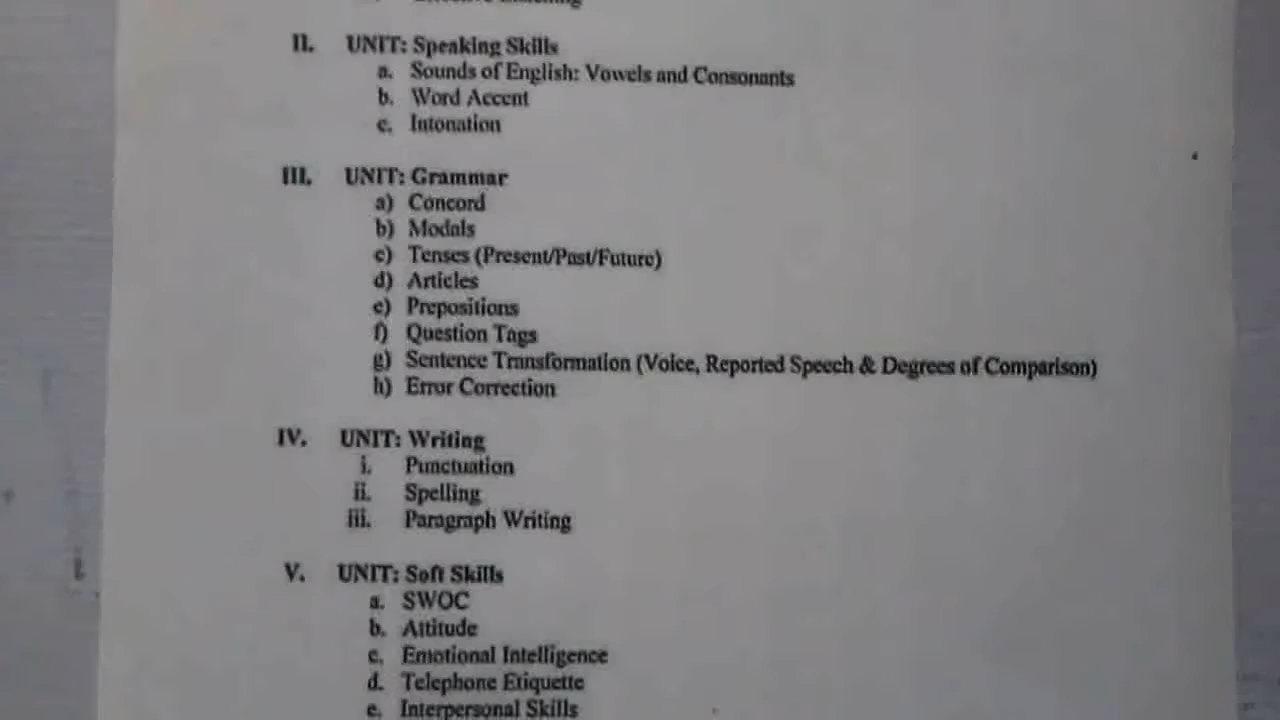 II. UNIT: Speaking Skills
a. Sounds of English: Vowels and Consonants
b. Word Accent
c. Intonation
III. UNIT: Grammar
a) Concord
b) Modals
c) Tenses (Present/Past/Future)
d) Articles
e) Prepositions
f) Question Tags
g) Sentence Transformation (Voice, Reported Speech & Degrees of Comparison)
h) Error Correction
IV. UNIT: Writing
i. Punctuation
ii. Spelling
iii. Paragraph Writing
V. UNIT: Soft Skills
a. SWOC
b. Attitude
c. Emotional Intelligence
d. Telephone Etiquette
e. Interpersonal Skills